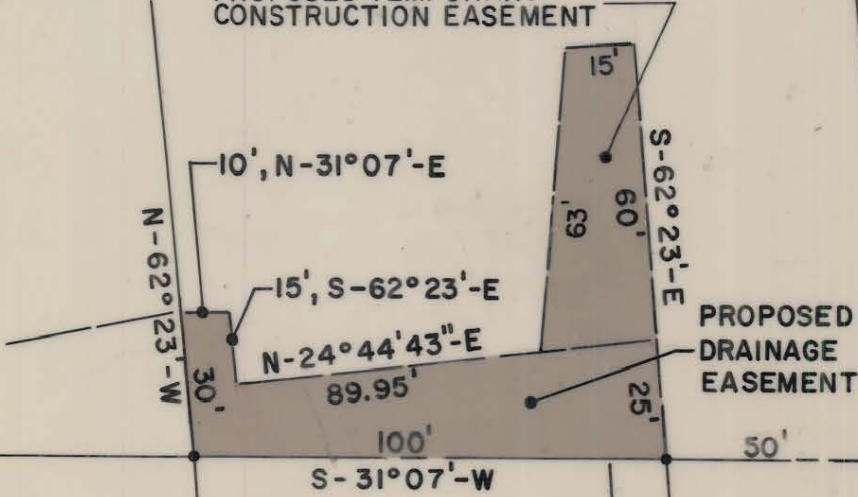 CONSTRUCTION EASEMENT
15'
10', N-31°07'-E
S-62°23'-E
60'
63'
N-62°23'-W
15', S-62°23'-E
PROPOSED
DRAINAGE
EASEMENT
N-24°44'43"-E
89.95'
30'
25'
100'
50'
S-31°07'-W